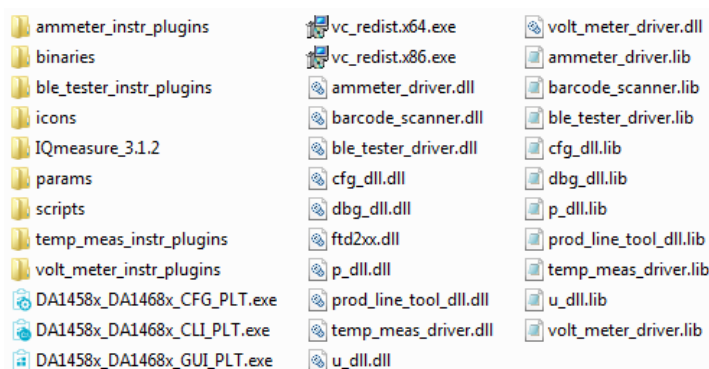 ammeter_instr_plugins
binaries
ble_tester_instr_plugins
icons
IQmeasure_3.1.2
params
scripts
temp_meas_instr_plugins
volt_meter_instr_plugins
DA1458x_DA1468x_CFG_PLT.exe
DA1458x_DA1468x_CLI_PLT.exe
DA1458x_DA1468x_GUI_PLT.exe
vc_redist.x64.exe
vc_redist.x86.exe
ammeter_driver.dll
barcode_scanner.dll
ble_tester_driver.dll
cfg_dll.dll
dbg_dll.dll
ftd2xx.dll
p_dll.dll
prod_line_tool_dll.dll
temp_meas_driver.dll
u_dll.dll
volt_meter_driver.dll
ammeter_driver.lib
barcode_scanner.lib
ble_tester_driver.lib
cfg_dll.lib
dbg_dll.lib
p_dll.lib
prod_line_tool_dll.lib
temp_meas_driver.lib
u_dll.lib
volt_meter_driver.lib